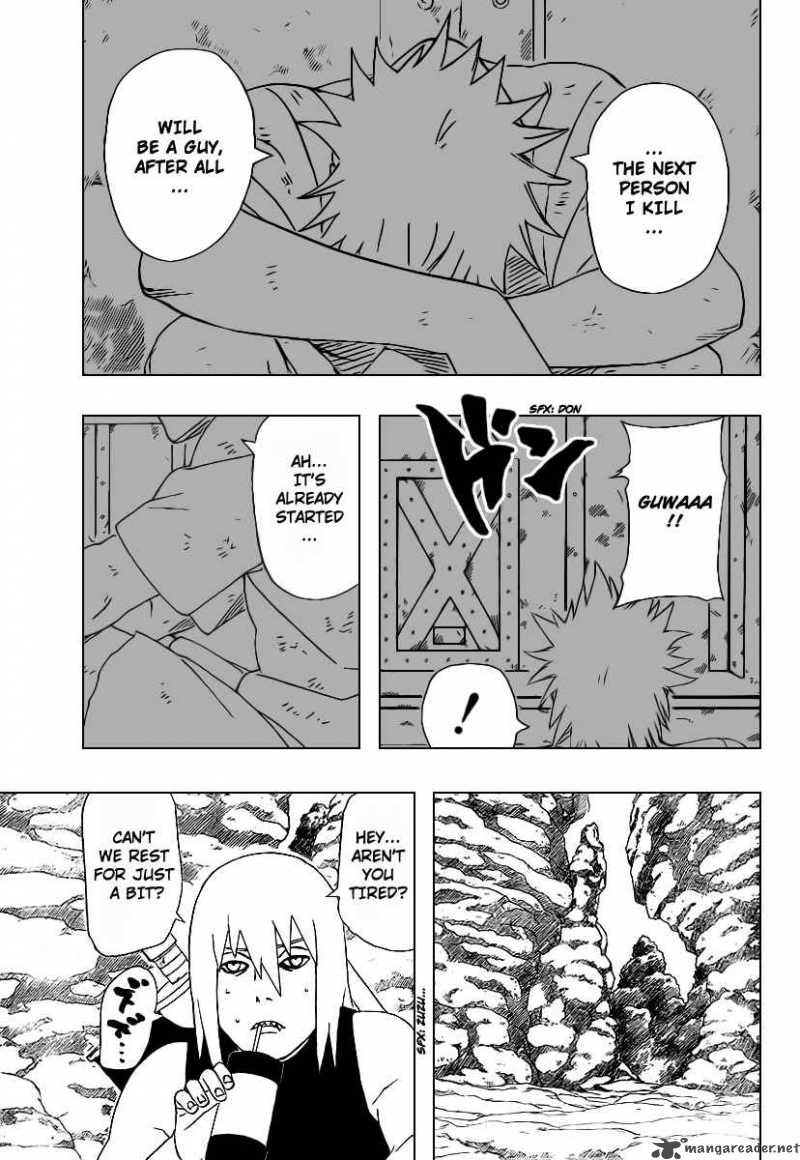 ...
THE NEXT
PERSON
I KILL
...
WILL
BE A GUY,
AFTER ALL
...
GUWAAA
!!
SFX: DON
ドン
!
AH...
IT'S
ALREADY
STARTED
...
HEY...
AREN'T
YOU
TIRED?
CAN'T
WE REST
FOR JUST
A BIT?
SFX: ZUZU...
ズズ...
mangareader.net